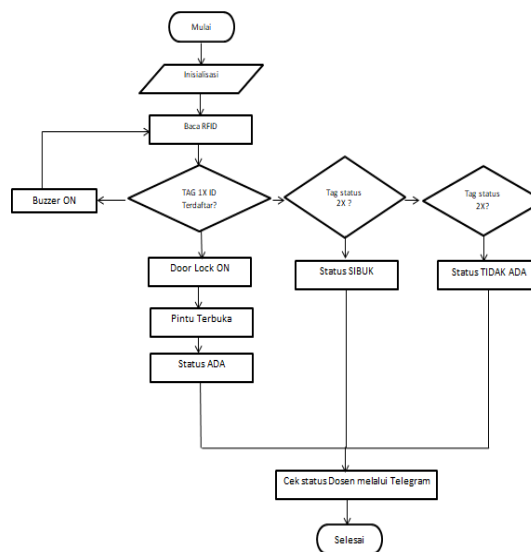 Mulai
Inisialisasi
Baca RFID
TAG 1X ID
Terdaftar?
Tag status
2X ?
Tag status
2X?
Buzzer ON
Door Lock ON
Status SIBUK
Status TIDAK ADA
Pintu Terbuka
Status ADA
Cek status Dosen melalui Telegram
Selesai